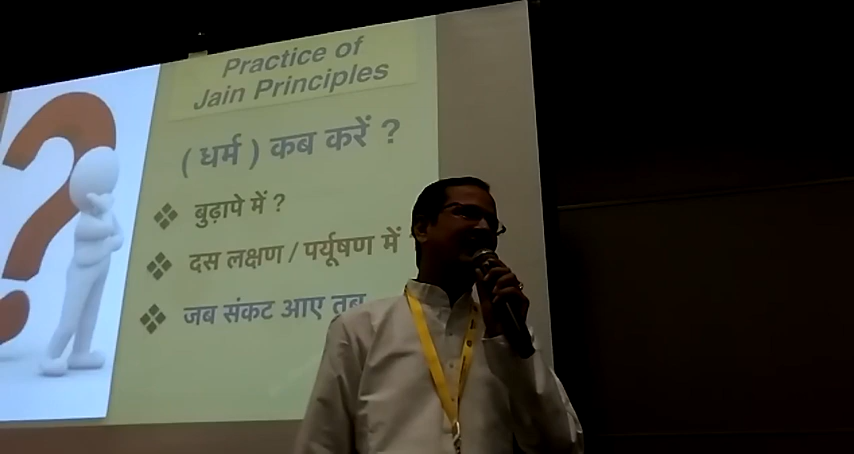 Practice of
Jain Principles
( धर्म ) कब करें ?
बुढ़ापे में ?
दस लक्षण / पर्यूषण में
जब संकट आए तब